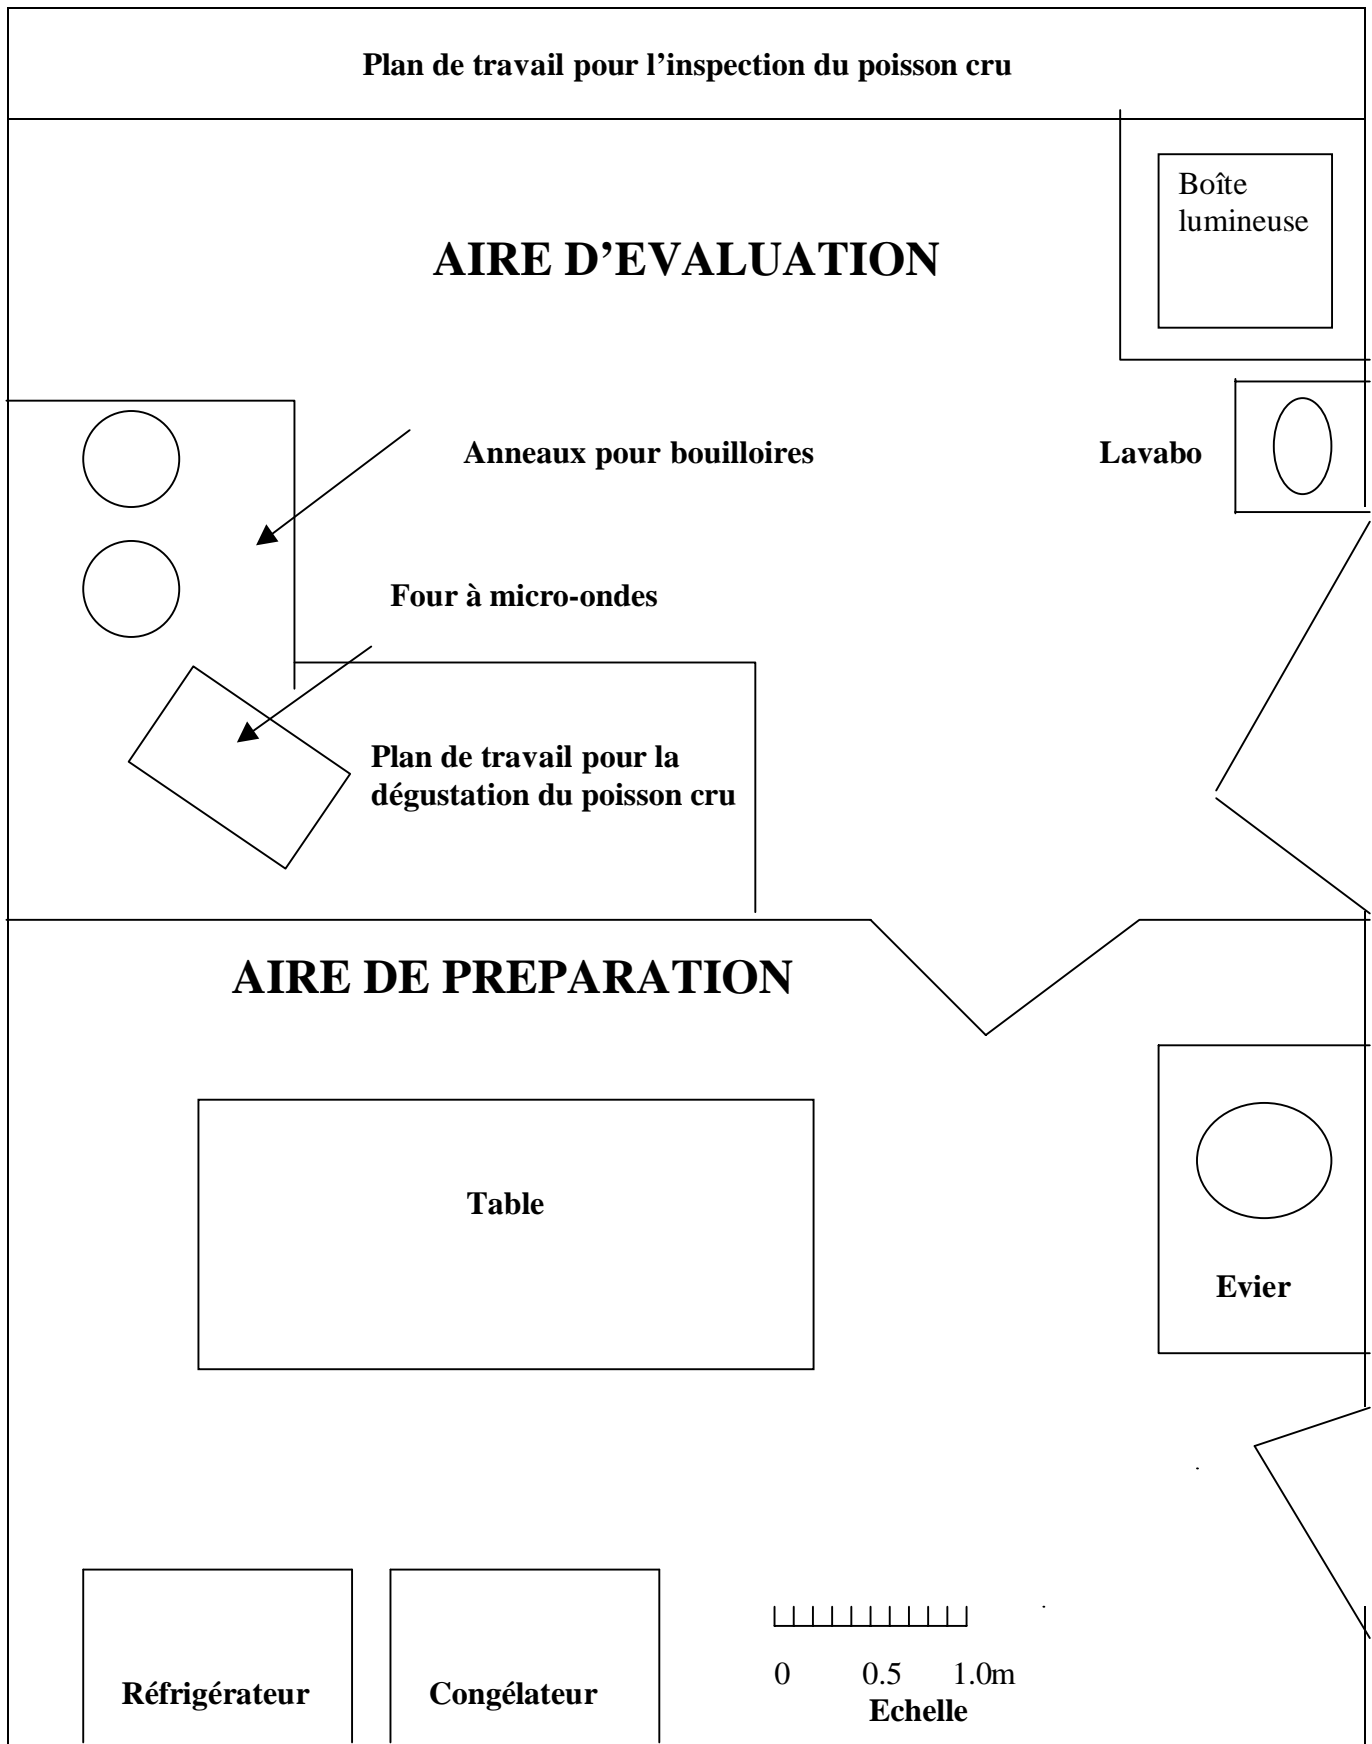 Plan de travail pour l’inspection du poisson cru
Boîte
lumineuse
AIRE D’EVALUATION
Anneaux pour bouilloires
Lavabo
Four à micro-ondes
Plan de travail pour la
dégustation du poisson cru
AIRE DE PREPARATION
Table
Evier
Réfrigérateur
Congélateur
0 0.5 1.0m
Echelle